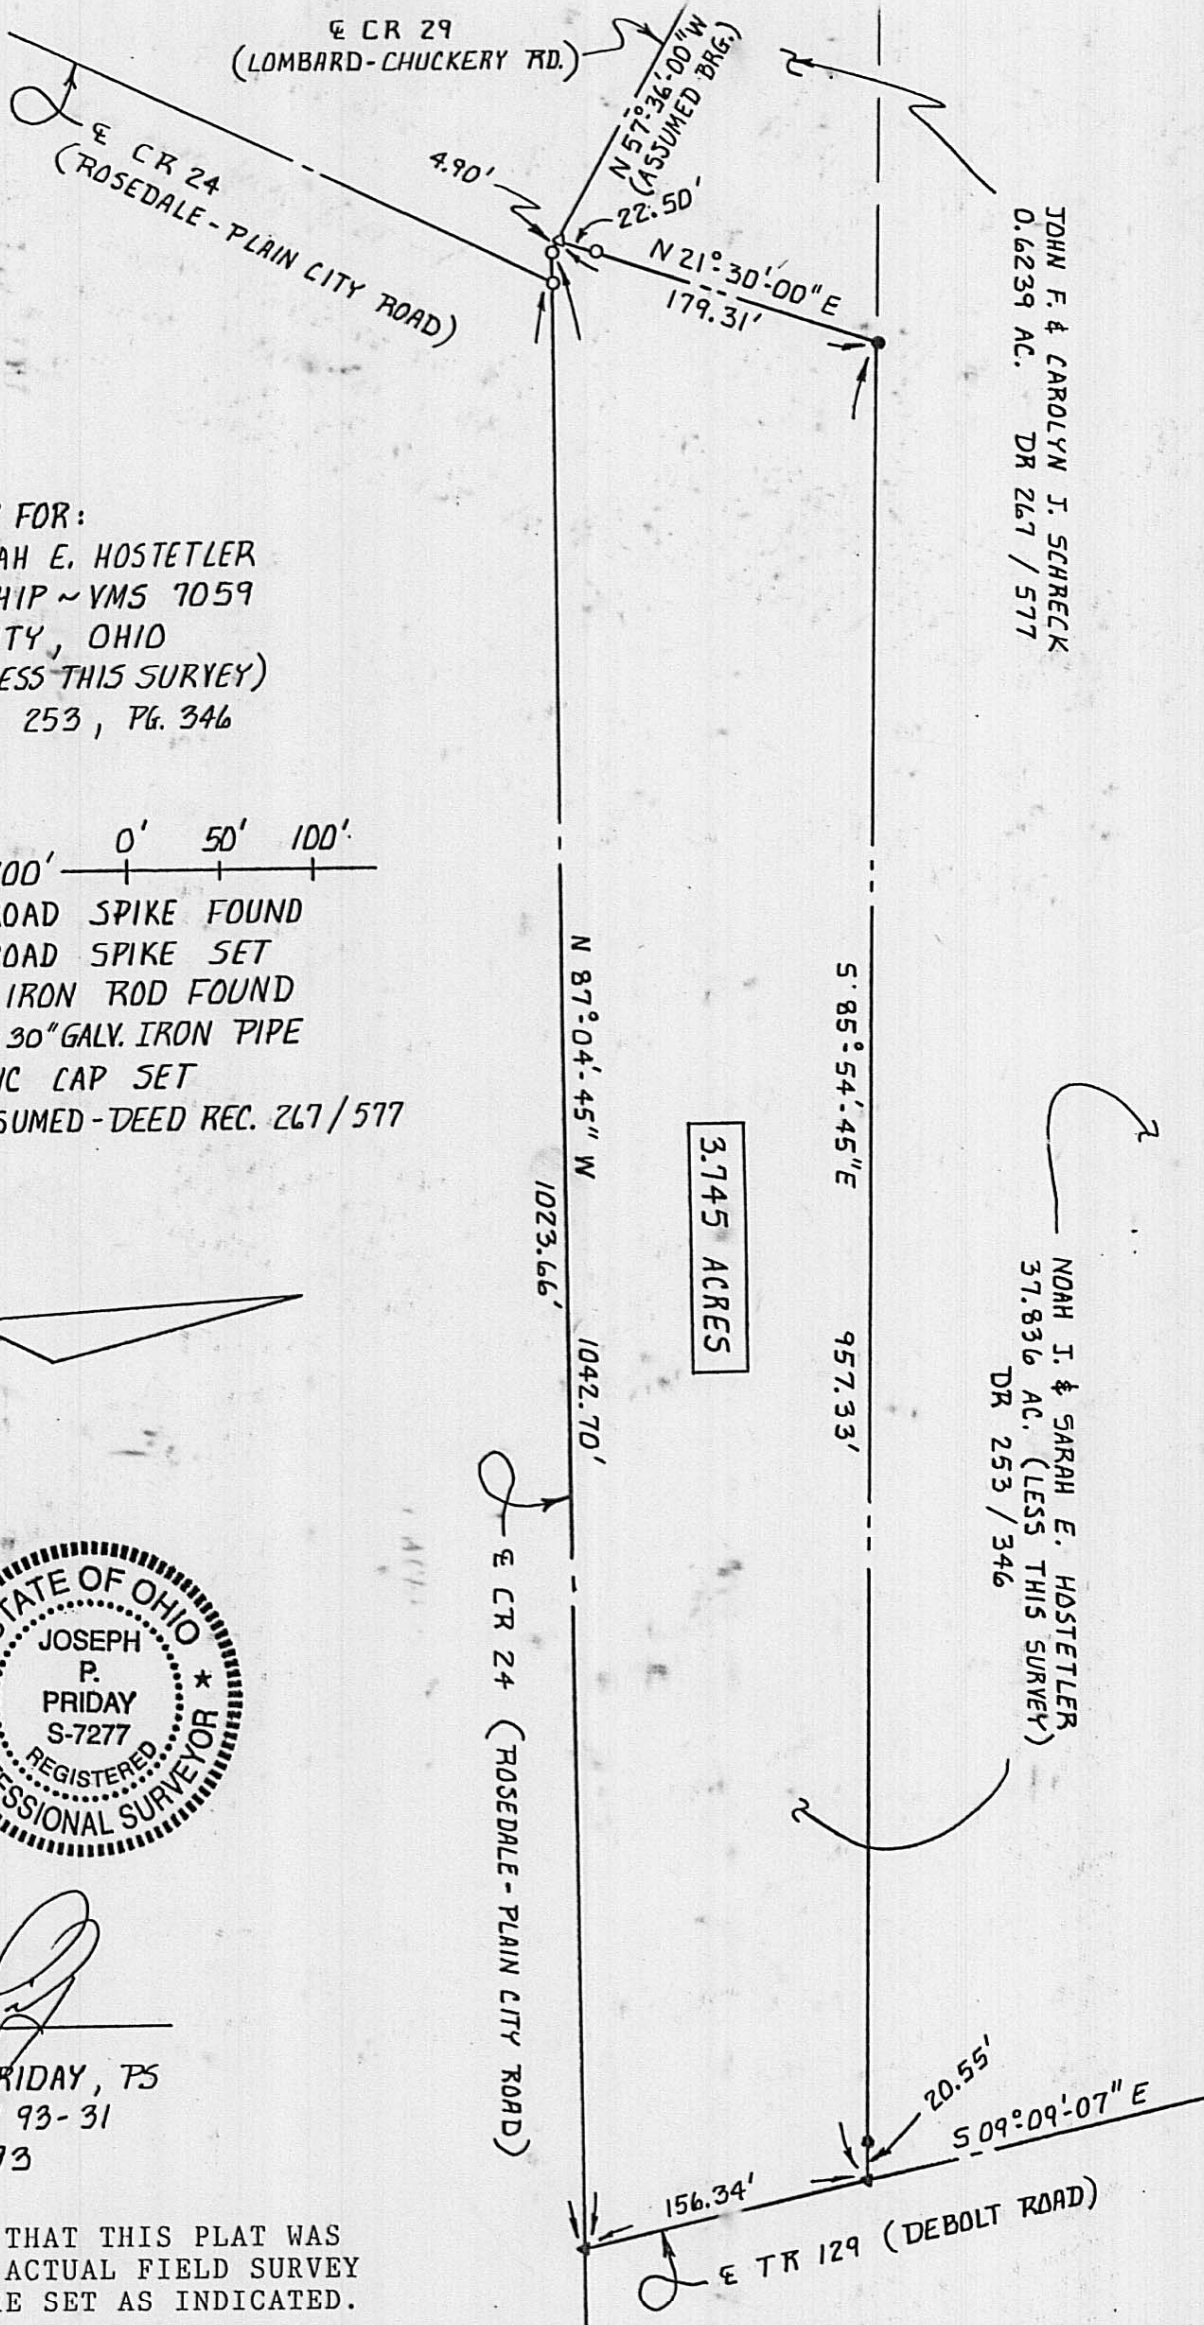 ℄ CR 29
(LOMBARD-CHUCKERY RD.)
N 57°-36'-00"W
(ASSUMED BRG.)
℄ CR 24
(ROSEDALE-PLAIN CITY ROAD)
4.90'
22.50'
N 21°-30'-00"E
179.31'
JOHN F. & CAROLYN J. SCHRECK
0.6239 AC. DR 267 / 577
FOR:
AH E. HOSTETLER
HIP ~ VMS 7059
TY, OHIO
ESS THIS SURVEY)
253, PG. 346
0' 50' 100'
00'
OAD SPIKE FOUND
OAD SPIKE SET
IRON ROD FOUND
30" GALV. IRON PIPE
IC CAP SET
SUMED-DEED REC. 267/577
N 87°-04'-45" W
1023.66'
1042.70'
S 85°-54'-45"E
957.33'
3.745 ACRES
NOAH J. & SARAH E. HOSTETLER
37.836 AC. (LESS THIS SURVEY)
DR 253 / 346
℄ CR 24 (ROSEDALE-PLAIN CITY ROAD)
STATE OF OHIO
JOSEPH
P.
PRIDAY
S-7277
REGISTERED
ESSIONAL SURVEYOR
RIDAY, PS
93-31
93
20.55'
S 09°-09'-07" E
156.34'
℄ TR 129 (DEBOLT ROAD)
THAT THIS PLAT WAS
ACTUAL FIELD SURVEY
RE SET AS INDICATED.